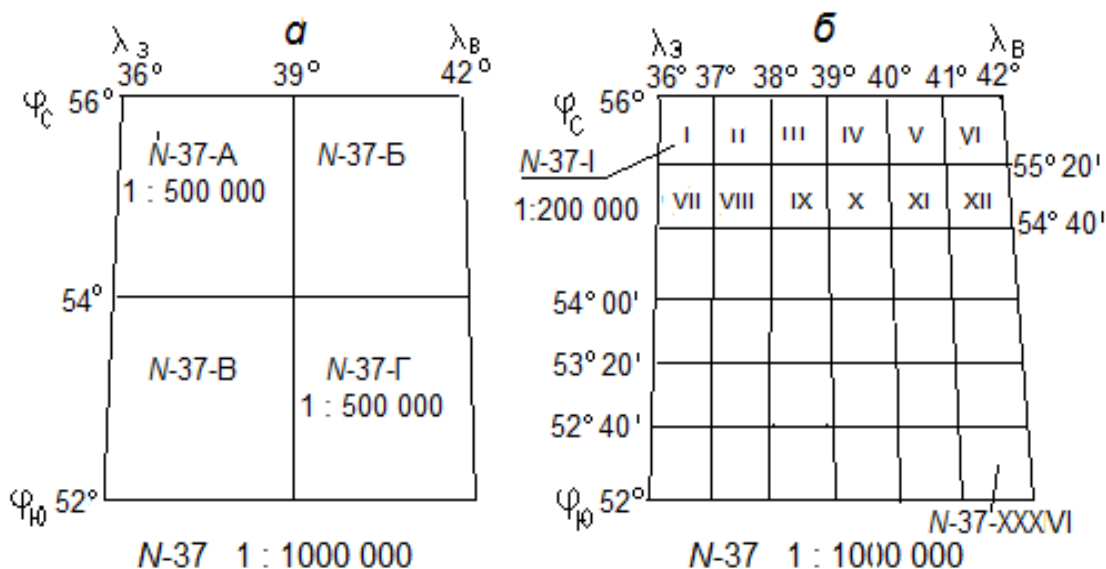 а
λз λв
36° 39° 42°
φс 56°
N-37-А N-37-Б
1 : 500 000
54°
N-37-В N-37-Г
1 : 500 000
φю 52°
N-37 1 : 1000 000
б
λз λв
36° 37° 38° 39° 40° 41° 42°
φс 56°
I II III IV V VI
N-37-I
55° 20'
1:200 000
VII VIII IX X XI XII
54° 40'
54° 00'
53° 20'
52° 40'
φю 52°
N-37-XXXVI
N-37 1 : 1000 000